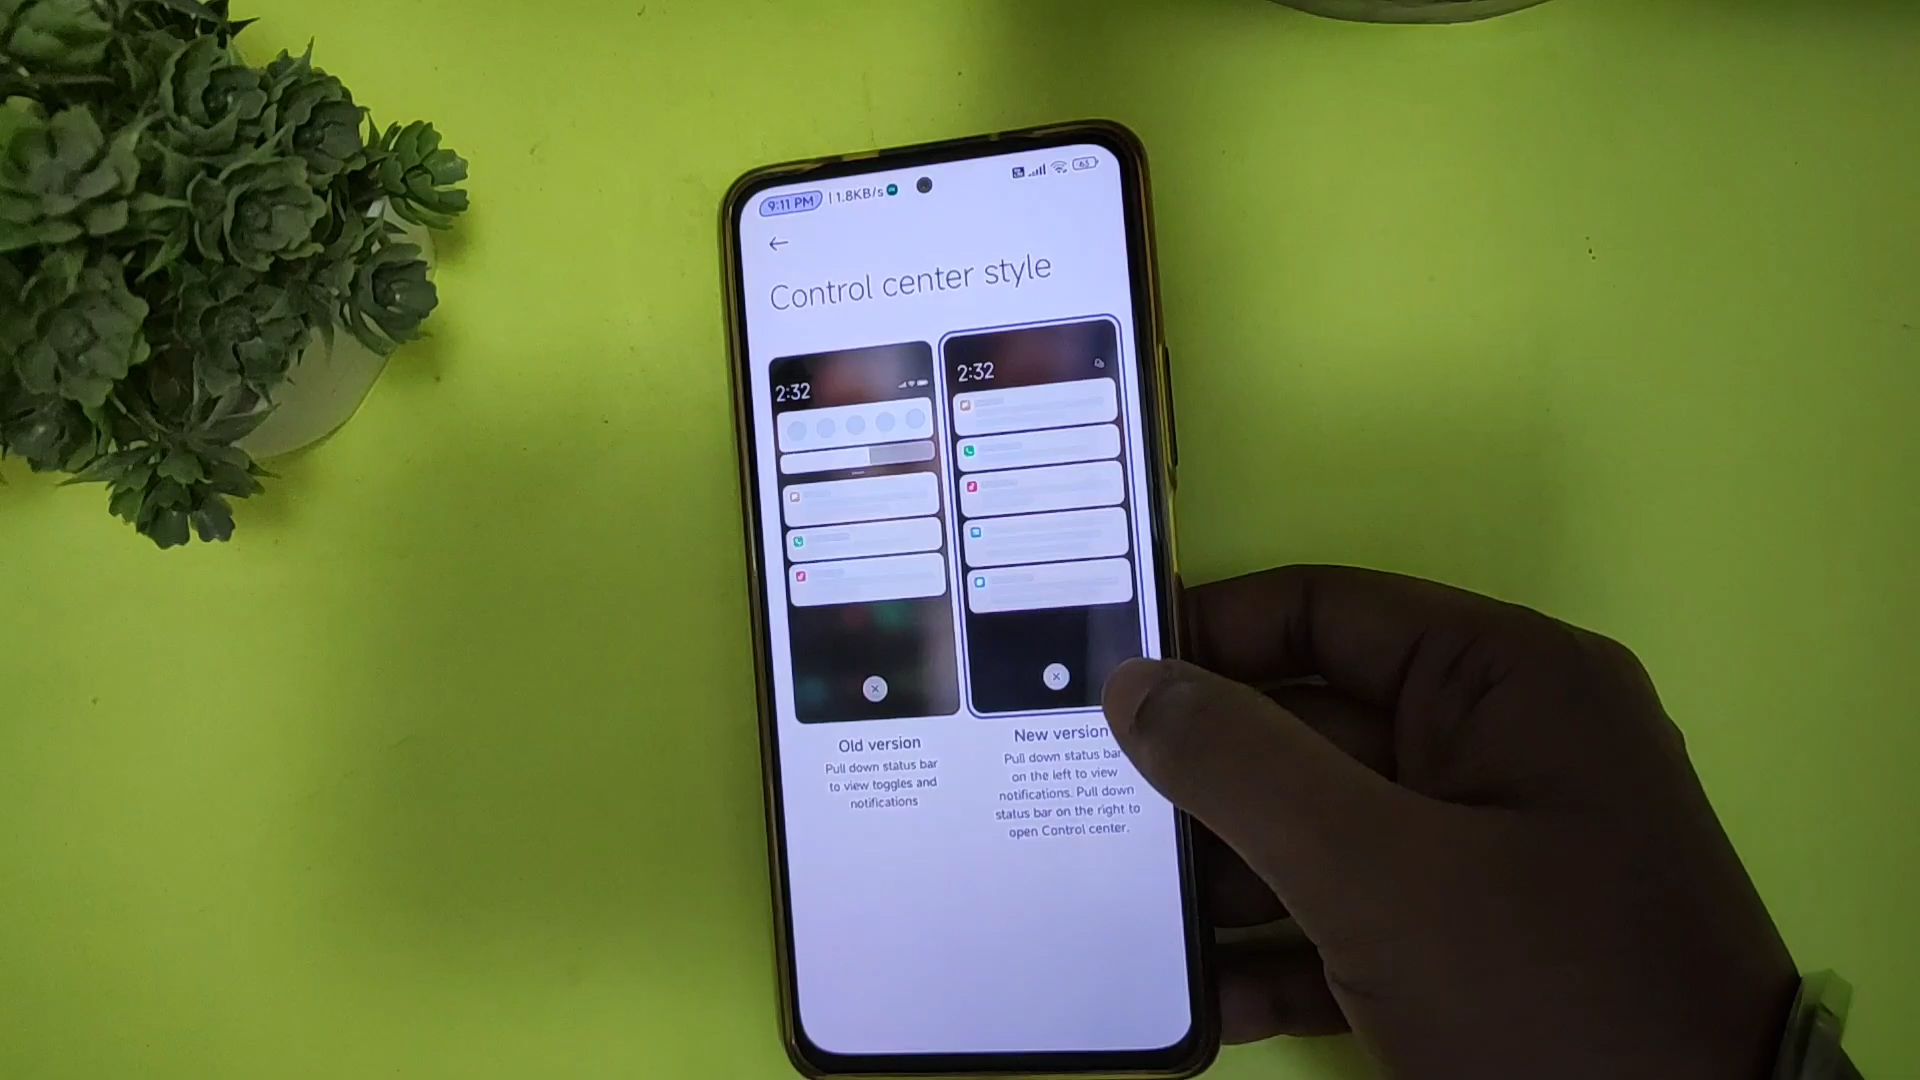 9:11 PM | 1.8KB/s
63
Control center style
2:32
2:32
Old version
Pull down status bar
to view toggles and
notifications
New version
Pull down status bar
on the left to view
notifications. Pull down
status bar on the right to
open Control center.